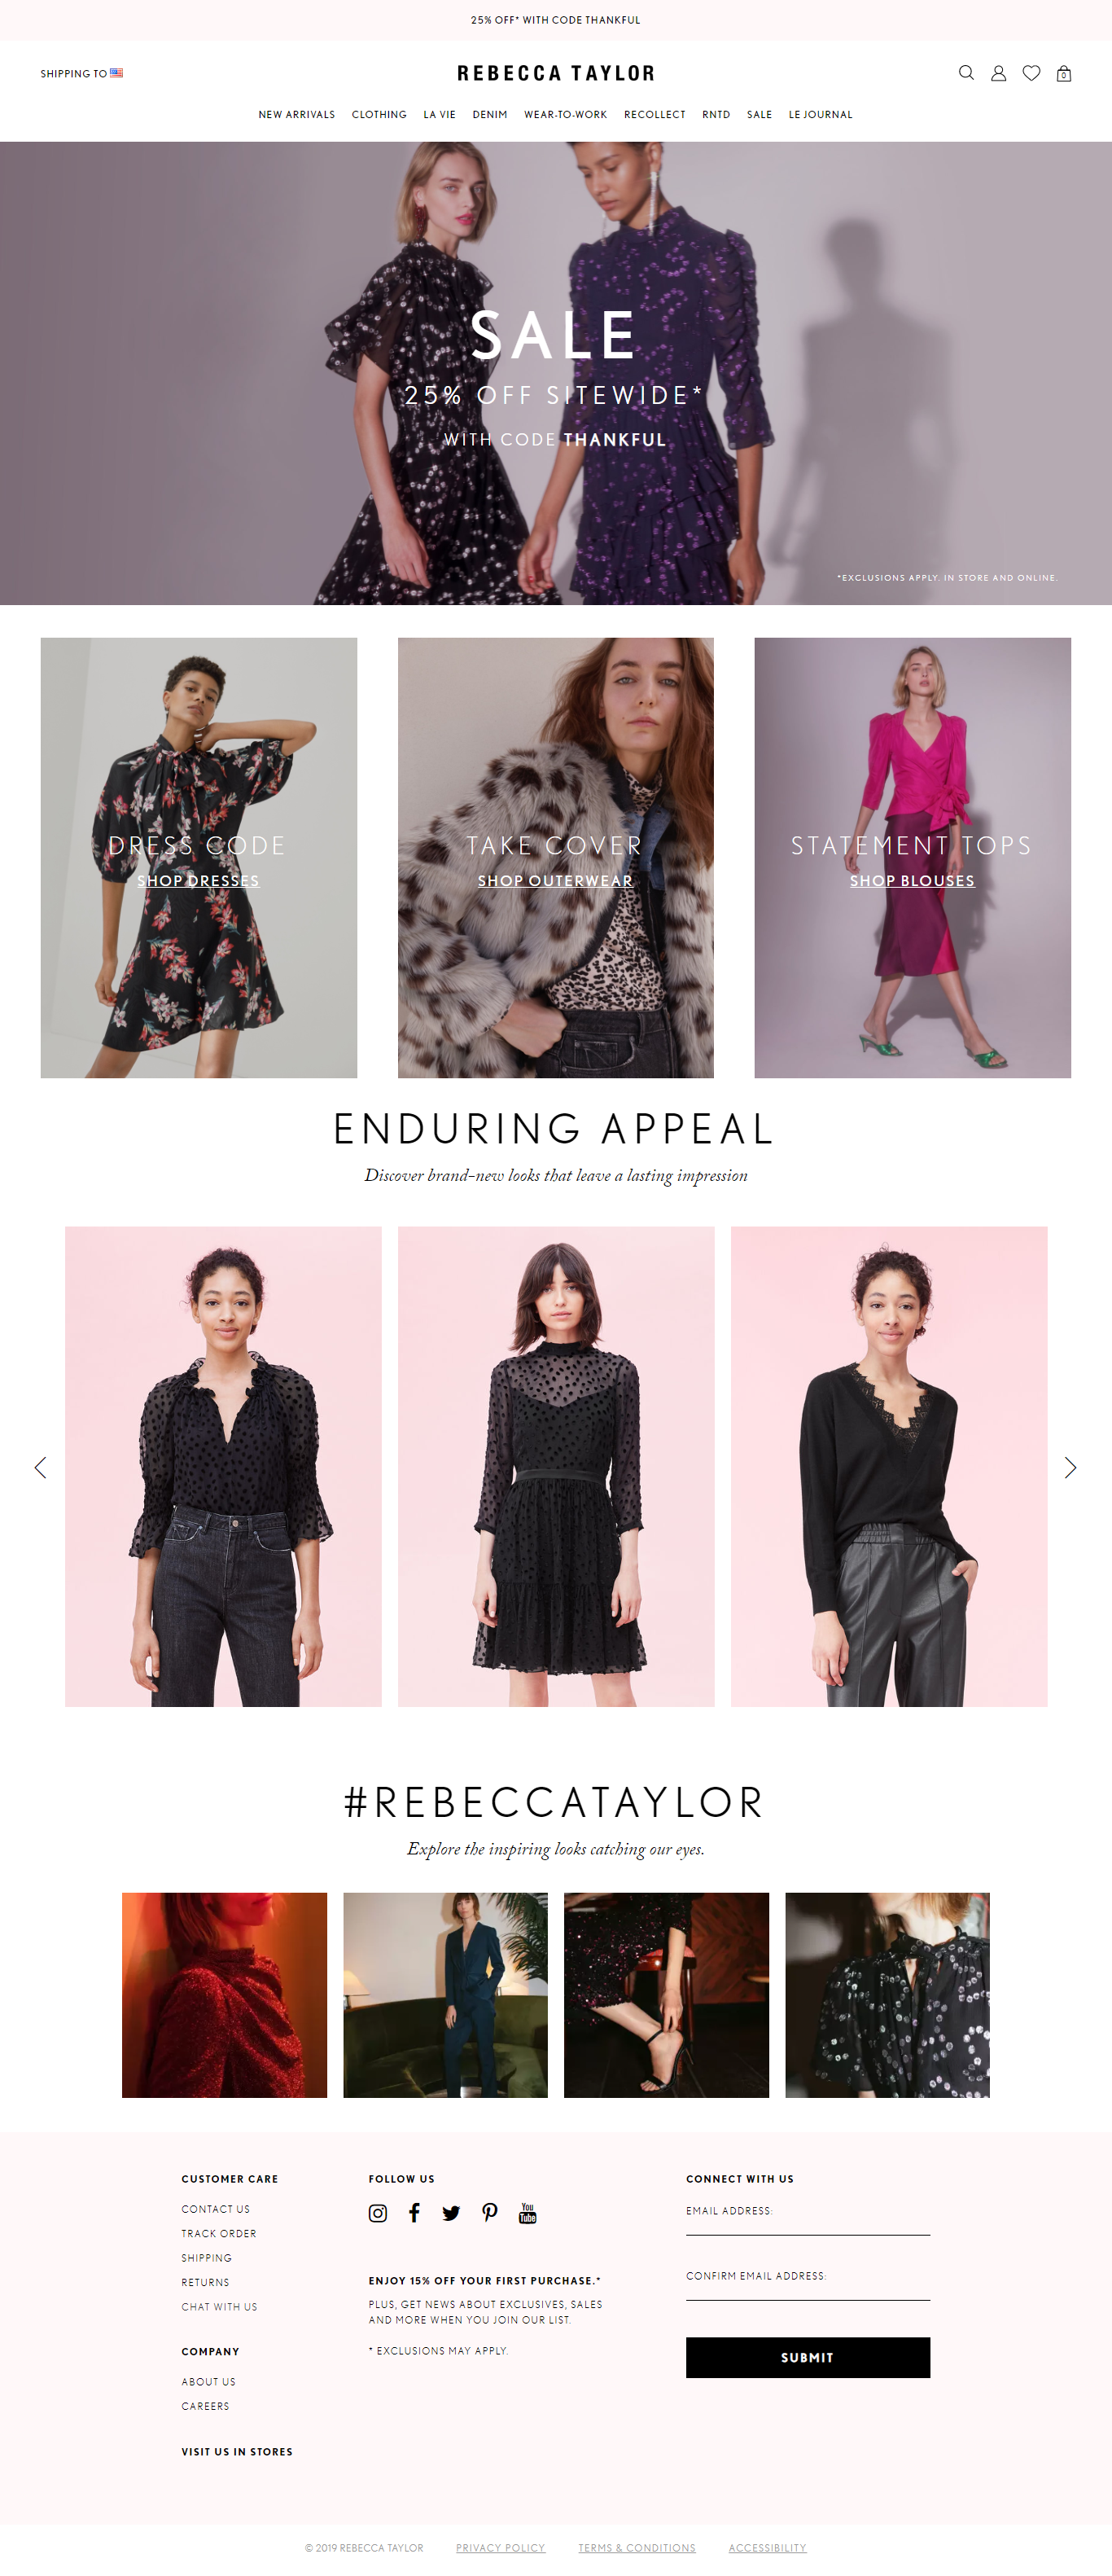 25% OFF* WITH CODE THANKFUL
SHIPPING TO
REBECCA TAYLOR
0
NEW ARRIVALS CLOTHING LA VIE DENIM WEAR-TO-WORK RECOLLECT RNTD SALE LE JOURNAL
SALE
25% OFF SITEWIDE*
WITH CODE THANKFUL
*EXCLUSIONS APPLY. IN STORE AND ONLINE.
DRESS CODE
SHOP DRESSES
TAKE COVER
SHOP OUTERWEAR
STATEMENT TOPS
SHOP BLOUSES
ENDURING APPEAL
Discover brand-new looks that leave a lasting impression
#REBECCATAYLOR
Explore the inspiring looks catching our eyes.
CUSTOMER CARE
CONTACT US
TRACK ORDER
SHIPPING
RETURNS
CHAT WITH US
COMPANY
ABOUT US
CAREERS
VISIT US IN STORES
FOLLOW US
You
Tube
ENJOY 15% OFF YOUR FIRST PURCHASE.*
PLUS, GET NEWS ABOUT EXCLUSIVES, SALES
AND MORE WHEN YOU JOIN OUR LIST.
* EXCLUSIONS MAY APPLY.
CONNECT WITH US
EMAIL ADDRESS:
CONFIRM EMAIL ADDRESS:
SUBMIT
© 2019 REBECCA TAYLOR PRIVACY POLICY TERMS & CONDITIONS ACCESSIBILITY